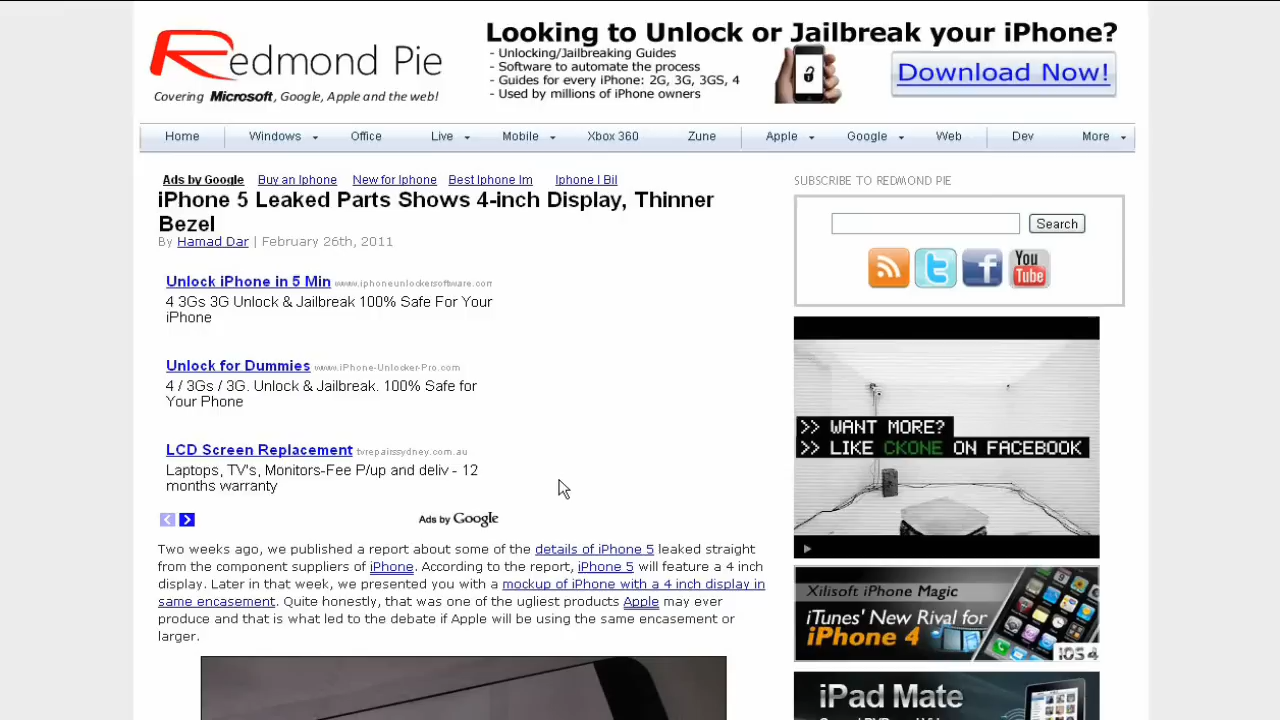 Redmond Pie
Covering Microsoft, Google, Apple and the web!
Looking to Unlock or Jailbreak your iPhone?
- Unlocking/Jailbreaking Guides
- Software to automate the process
- Guides for every iPhone: 2G, 3G, 3GS, 4
- Used by millions of iPhone owners
Download Now!
Home Windows Office Live Mobile Xbox 360 Zune Apple Google Web Dev More
Ads by Google Buy an Iphone New for Iphone Best Iphone Im Iphone I Bil
iPhone 5 Leaked Parts Shows 4-inch Display, Thinner
Bezel
By Hamad Dar | February 26th, 2011
Unlock iPhone in 5 Min www.iphoneunlockersoftware.com
4 3Gs 3G Unlock & Jailbreak 100% Safe For Your
iPhone
Unlock for Dummies www.iPhone-Unlocker-Pro.com
4 / 3Gs / 3G. Unlock & Jailbreak. 100% Safe for
Your Phone
LCD Screen Replacement tvrepairssydney.com.au
Laptops, TV's, Monitors-Fee P/up and deliv - 12
months warranty
Ads by Google
Two weeks ago, we published a report about some of the details of iPhone 5 leaked straight
from the component suppliers of iPhone. According to the report, iPhone 5 will feature a 4 inch
display. Later in that week, we presented you with a mockup of iPhone with a 4 inch display in
same encasement. Quite honestly, that was one of the ugliest products Apple may ever
produce and that is what led to the debate if Apple will be using the same encasement or
larger.
SUBSCRIBE TO REDMOND PIE
Search
You
Tube
>> WANT MORE?
>> LIKE CKONE ON FACEBOOK
Xilisoft iPhone Magic
iTunes' New Rival for
iPhone 4
iOS 4
iPad Mate